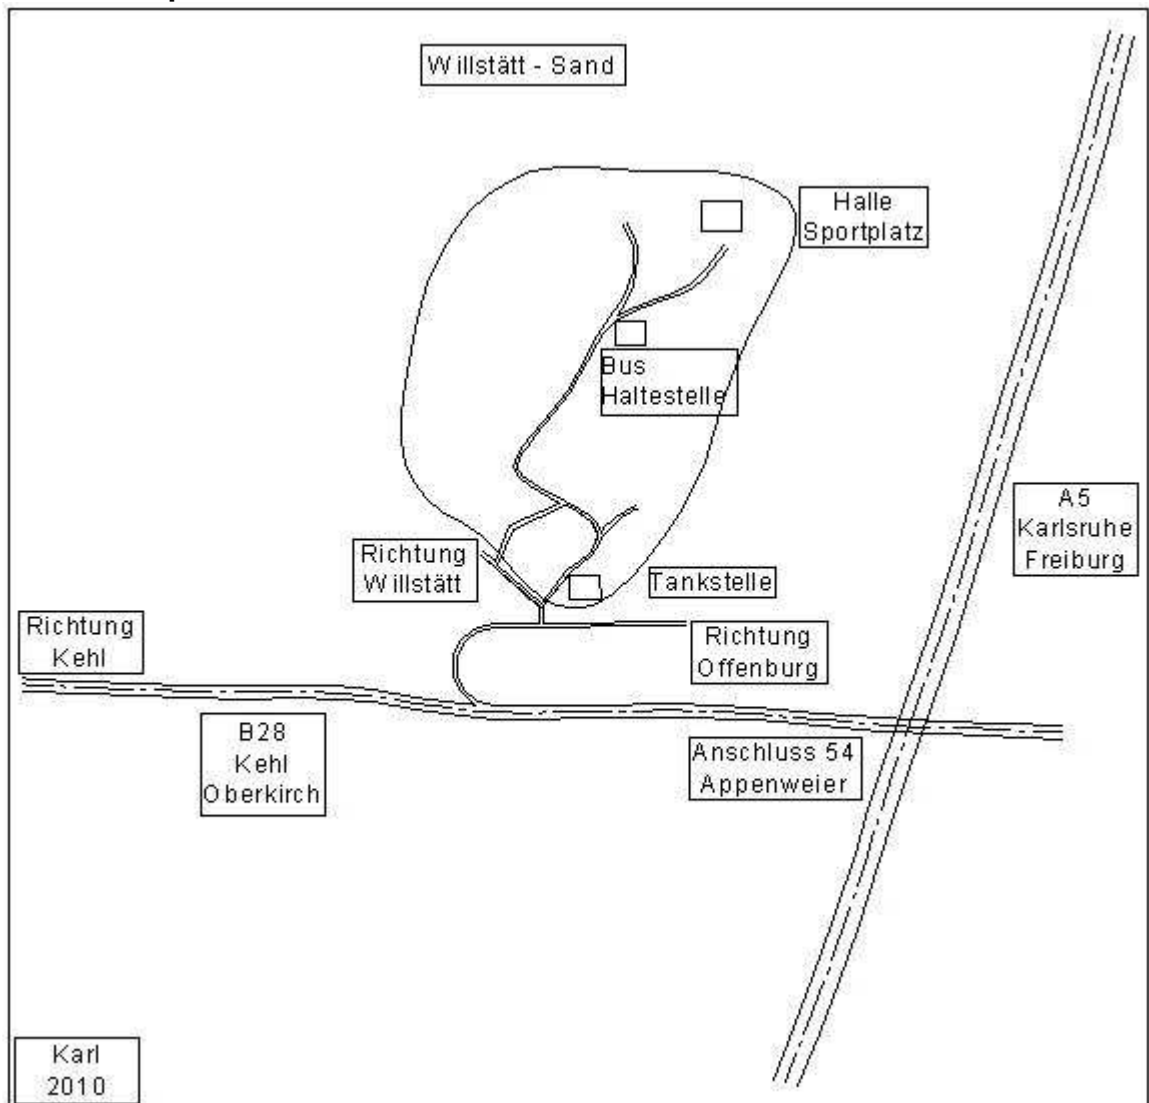 Willstätt - Sand
Halle
Sportplatz
Bus
Haltestelle
A5
Karlsruhe
Freiburg
Richtung
Willstätt
Tankstelle
Richtung
Kehl
Richtung
Offenburg
B28
Kehl
Oberkirch
Anschluss 54
Appenweier
Karl
2010